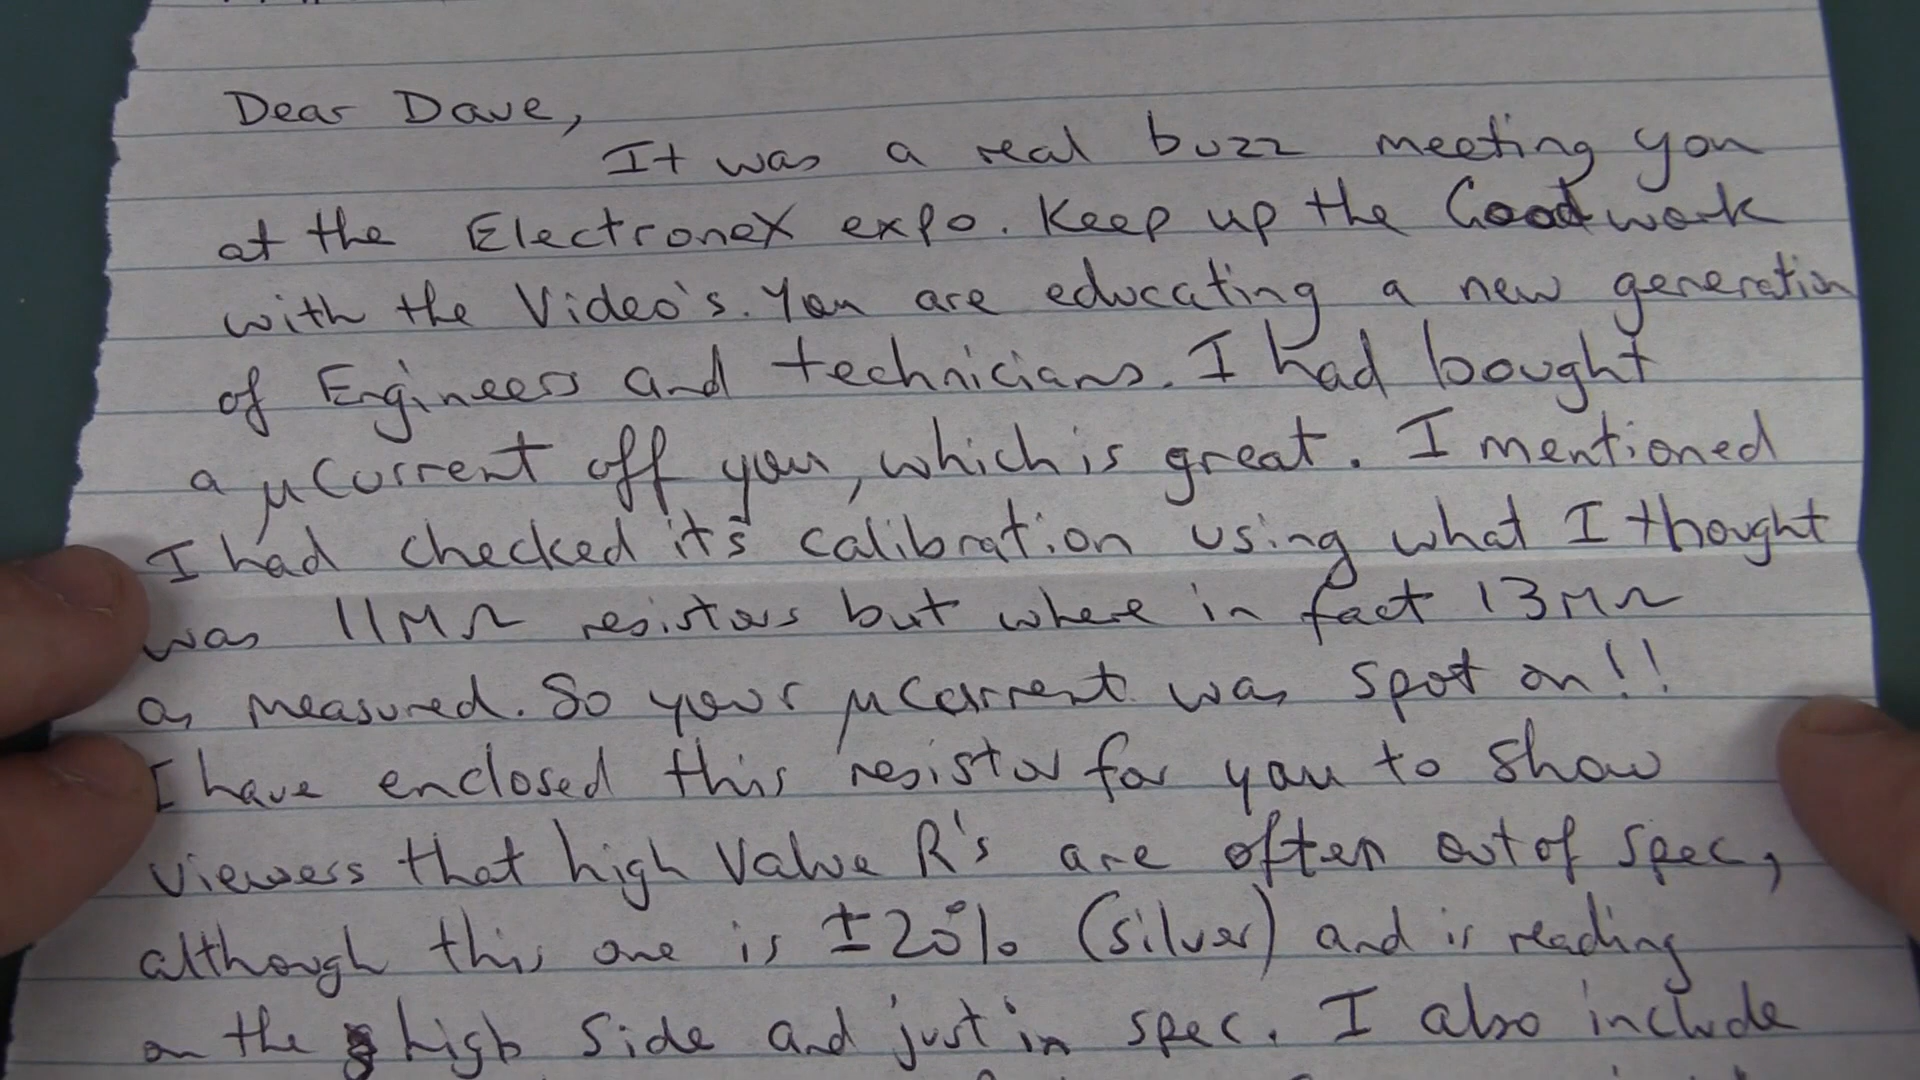 Dear Dave,
It was a real buzz meeting you
at the ElectroneX expo. Keep up the Good work
with the Video's. You are educating a new generation
of Engineers and technicians. I had bought
a μCurrent off you, which is great. I mentioned
I had checked it's calibration using what I thought
was 11MΩ resistors but where in fact 13MΩ
as measured. So your μCurrent was spot on!!
I have enclosed this resistor for you to show
viewers that high value R's are often out of spec,
although this one is ±20% (silver) and is reading
on the high side and just in spec. I also include